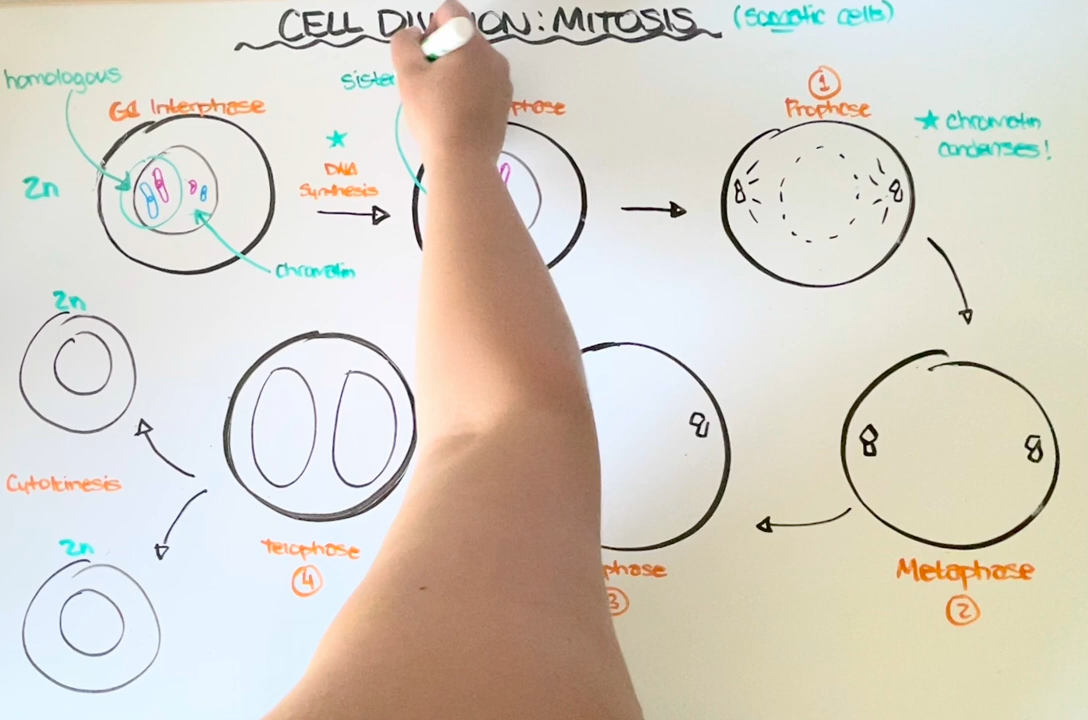 CELL DIVISION: MITOSIS (somatic cells)
homologous
G1 Interphase
sister
phase
1
Prophase
★ chromatin
condenses!
★
DNA
Synthesis
2n
chromatin
2n
Cytokinesis
2n
Telophase
4
phase
3
Metaphase
2